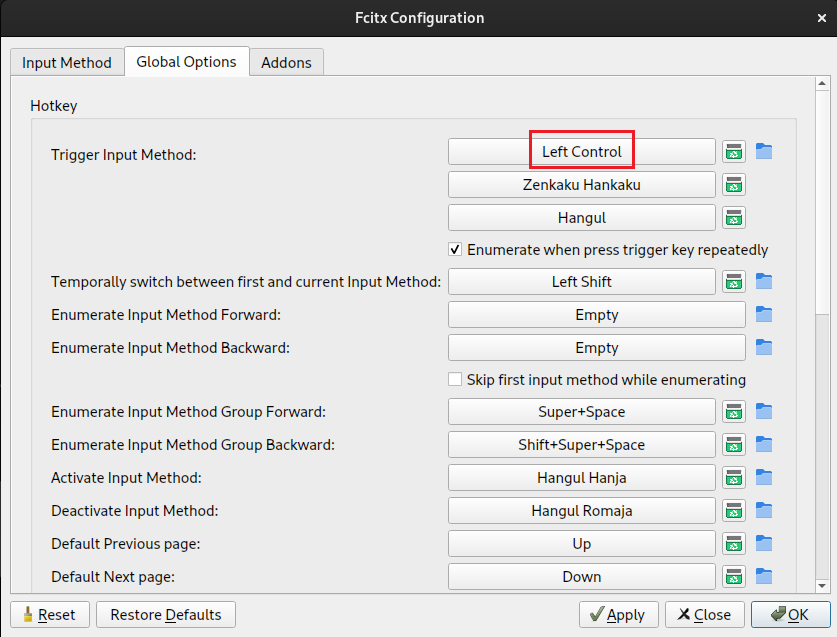 Fcitx Configuration
Input Method
Global Options
Addons
Hotkey
Trigger Input Method:
Left Control
Zenkaku Hankaku
Hangul
Enumerate when press trigger key repeatedly
Temporally switch between first and current Input Method:
Left Shift
Enumerate Input Method Forward:
Empty
Enumerate Input Method Backward:
Empty
Skip first input method while enumerating
Enumerate Input Method Group Forward:
Super+Space
Enumerate Input Method Group Backward:
Shift+Super+Space
Activate Input Method:
Hangul Hanja
Deactivate Input Method:
Hangul Romaja
Default Previous page:
Up
Default Next page:
Down
Reset
Restore Defaults
Apply
Close
OK